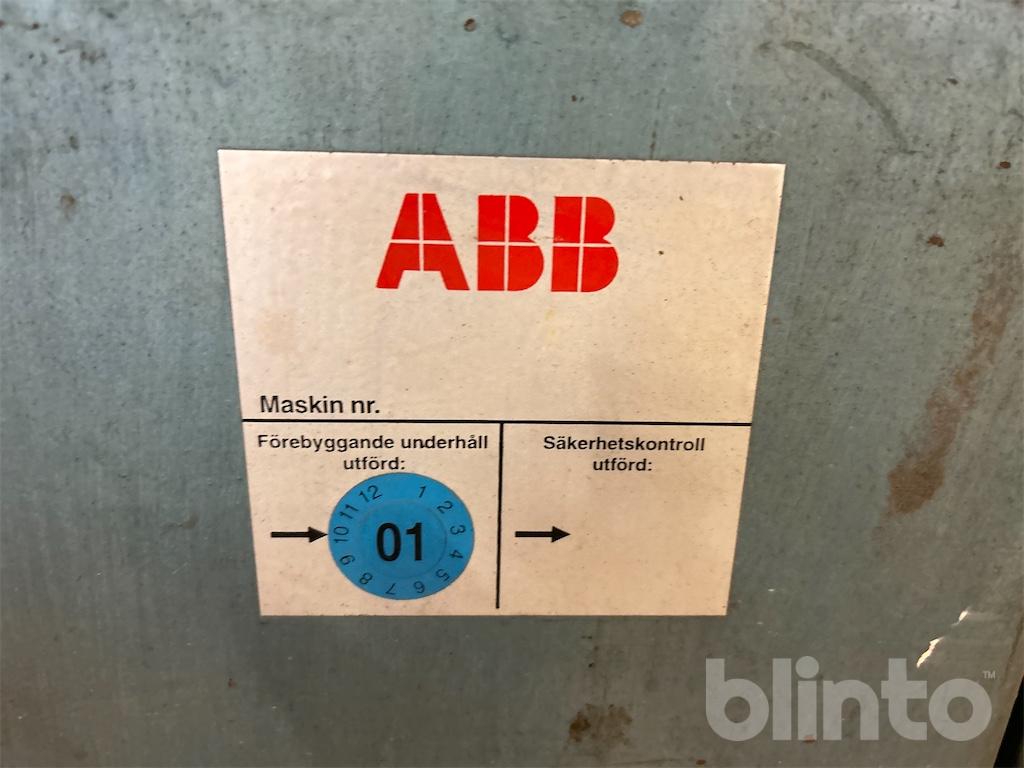 ABB
Maskin nr.
Förebyggande underhåll
utförd:
Säkerhetskontroll
utförd:
1 2 3 4 5 6 7 8 9 10 11 12
01
blinto™